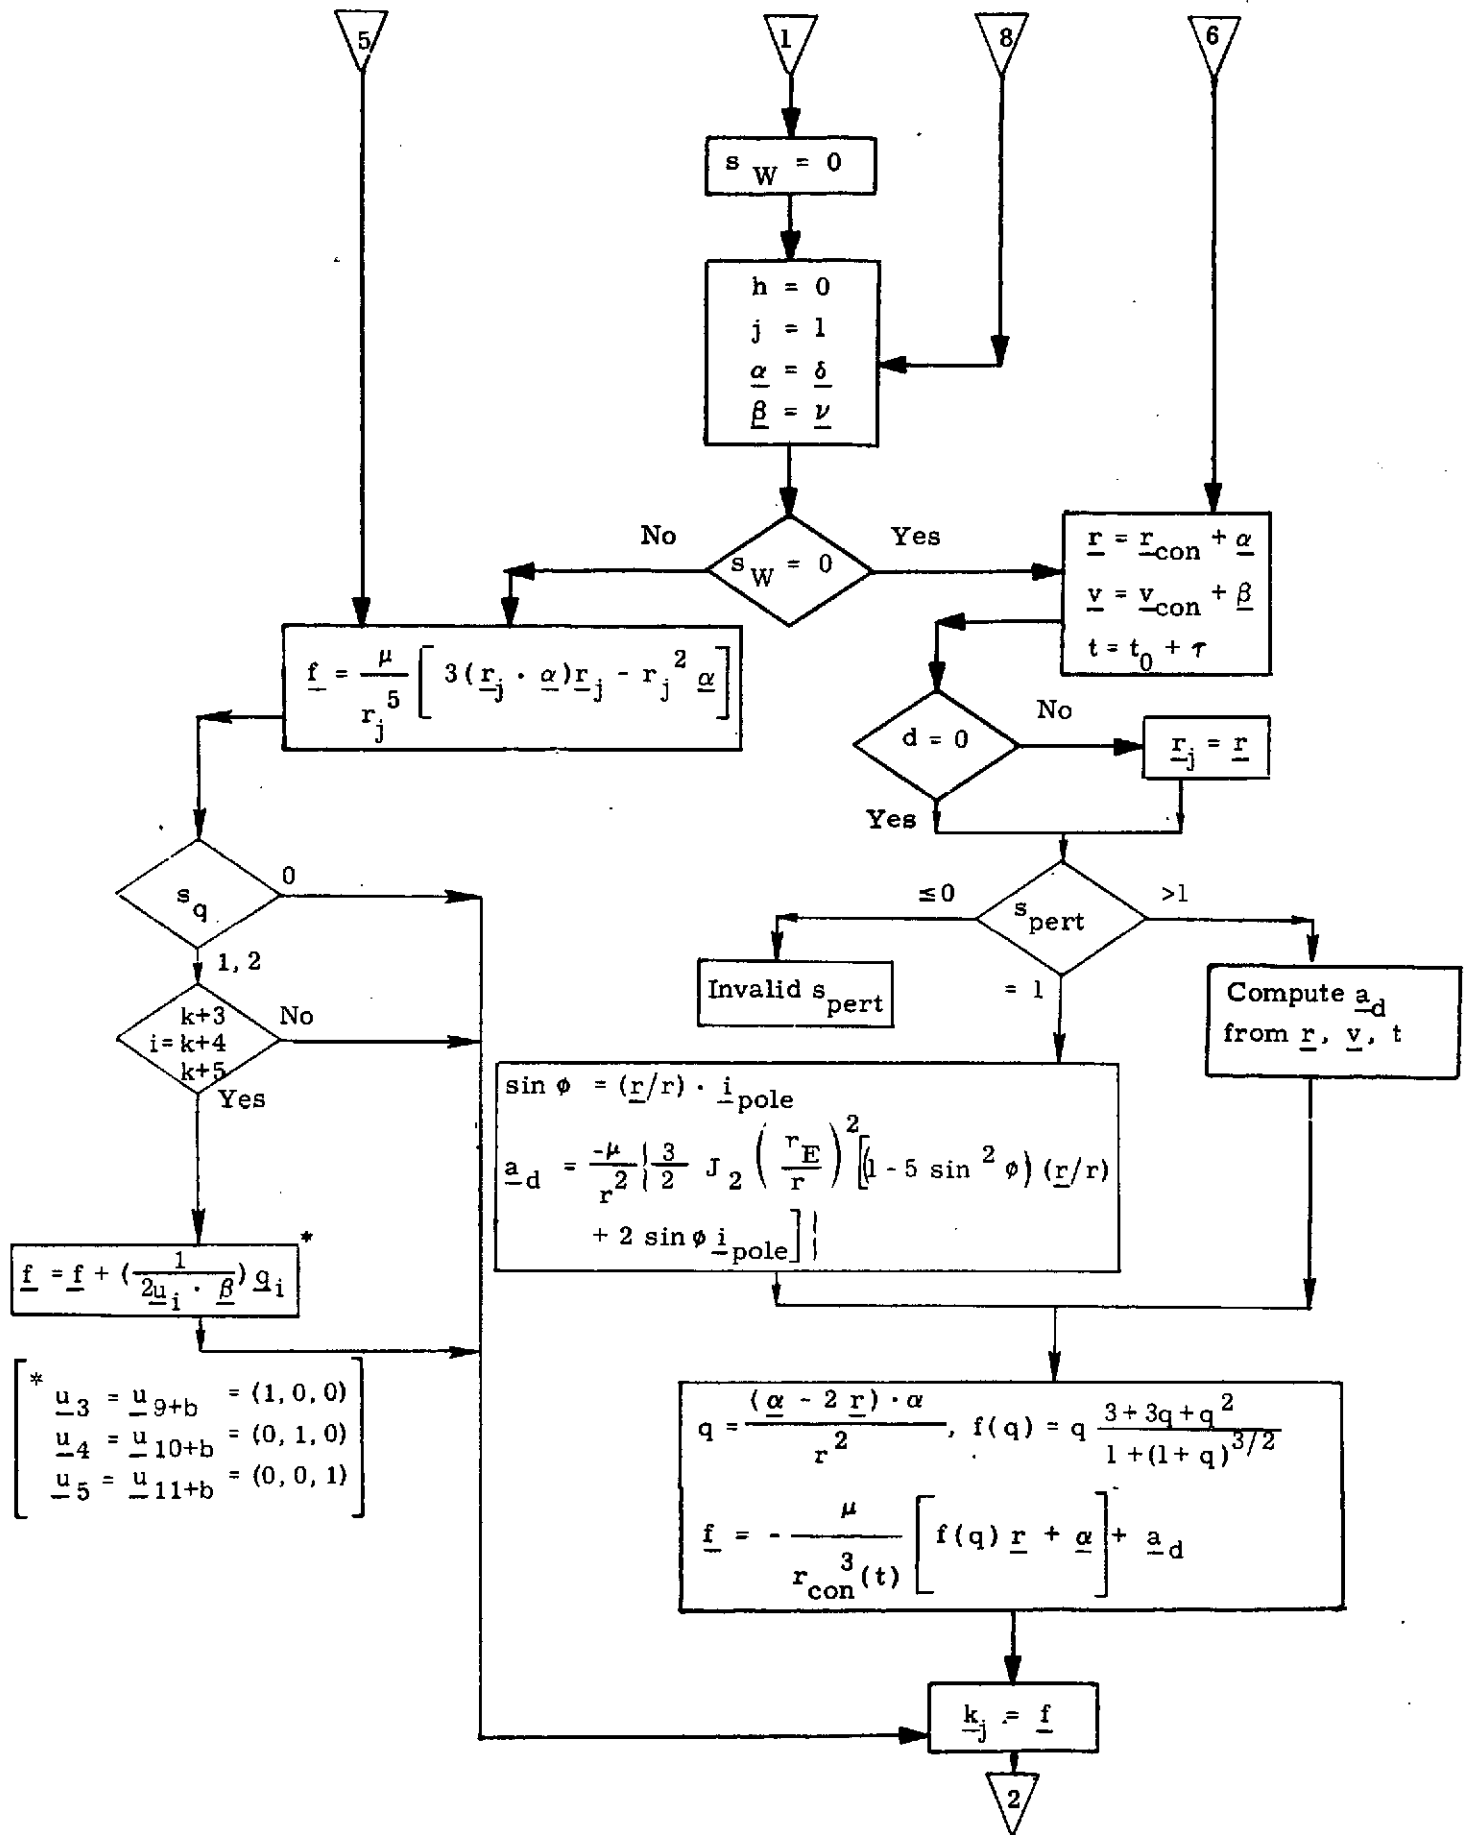 5
1
8
6
s_W = 0
h = 0
j = 1
α = δ
β = ν
No
s_W = 0
Yes
r = r_con + α
v = v_con + β
t = t_0 + τ
f = μ/r_j^5 [ 3(r_j · α)r_j - r_j^2 α ]
d = 0
No
r_j = r
Yes
s_q
0
1, 2
≤0
s_pert
>1
= 1
Invalid s_pert
Compute a_d
from r, v, t
k+3
i = k+4
k+5
No
Yes
sin φ = (r/r) · i_pole
a_d = -μ/r^2 { 3/2 J_2 (r_E/r)^2 [(1 - 5 sin^2 φ) (r/r)
+ 2 sin φ i_pole] }
f = f + (1/(2u_i · β)) q_i *
* u_3 = u_9+b = (1, 0, 0)
u_4 = u_10+b = (0, 1, 0)
u_5 = u_11+b = (0, 0, 1)
q = (α - 2 r) · α / r^2, f(q) = q (3 + 3q + q^2)/(1 + (1 + q)^3/2)
f = - μ/r_con^3(t) [ f(q) r + α ] + a_d
k_j = f
2